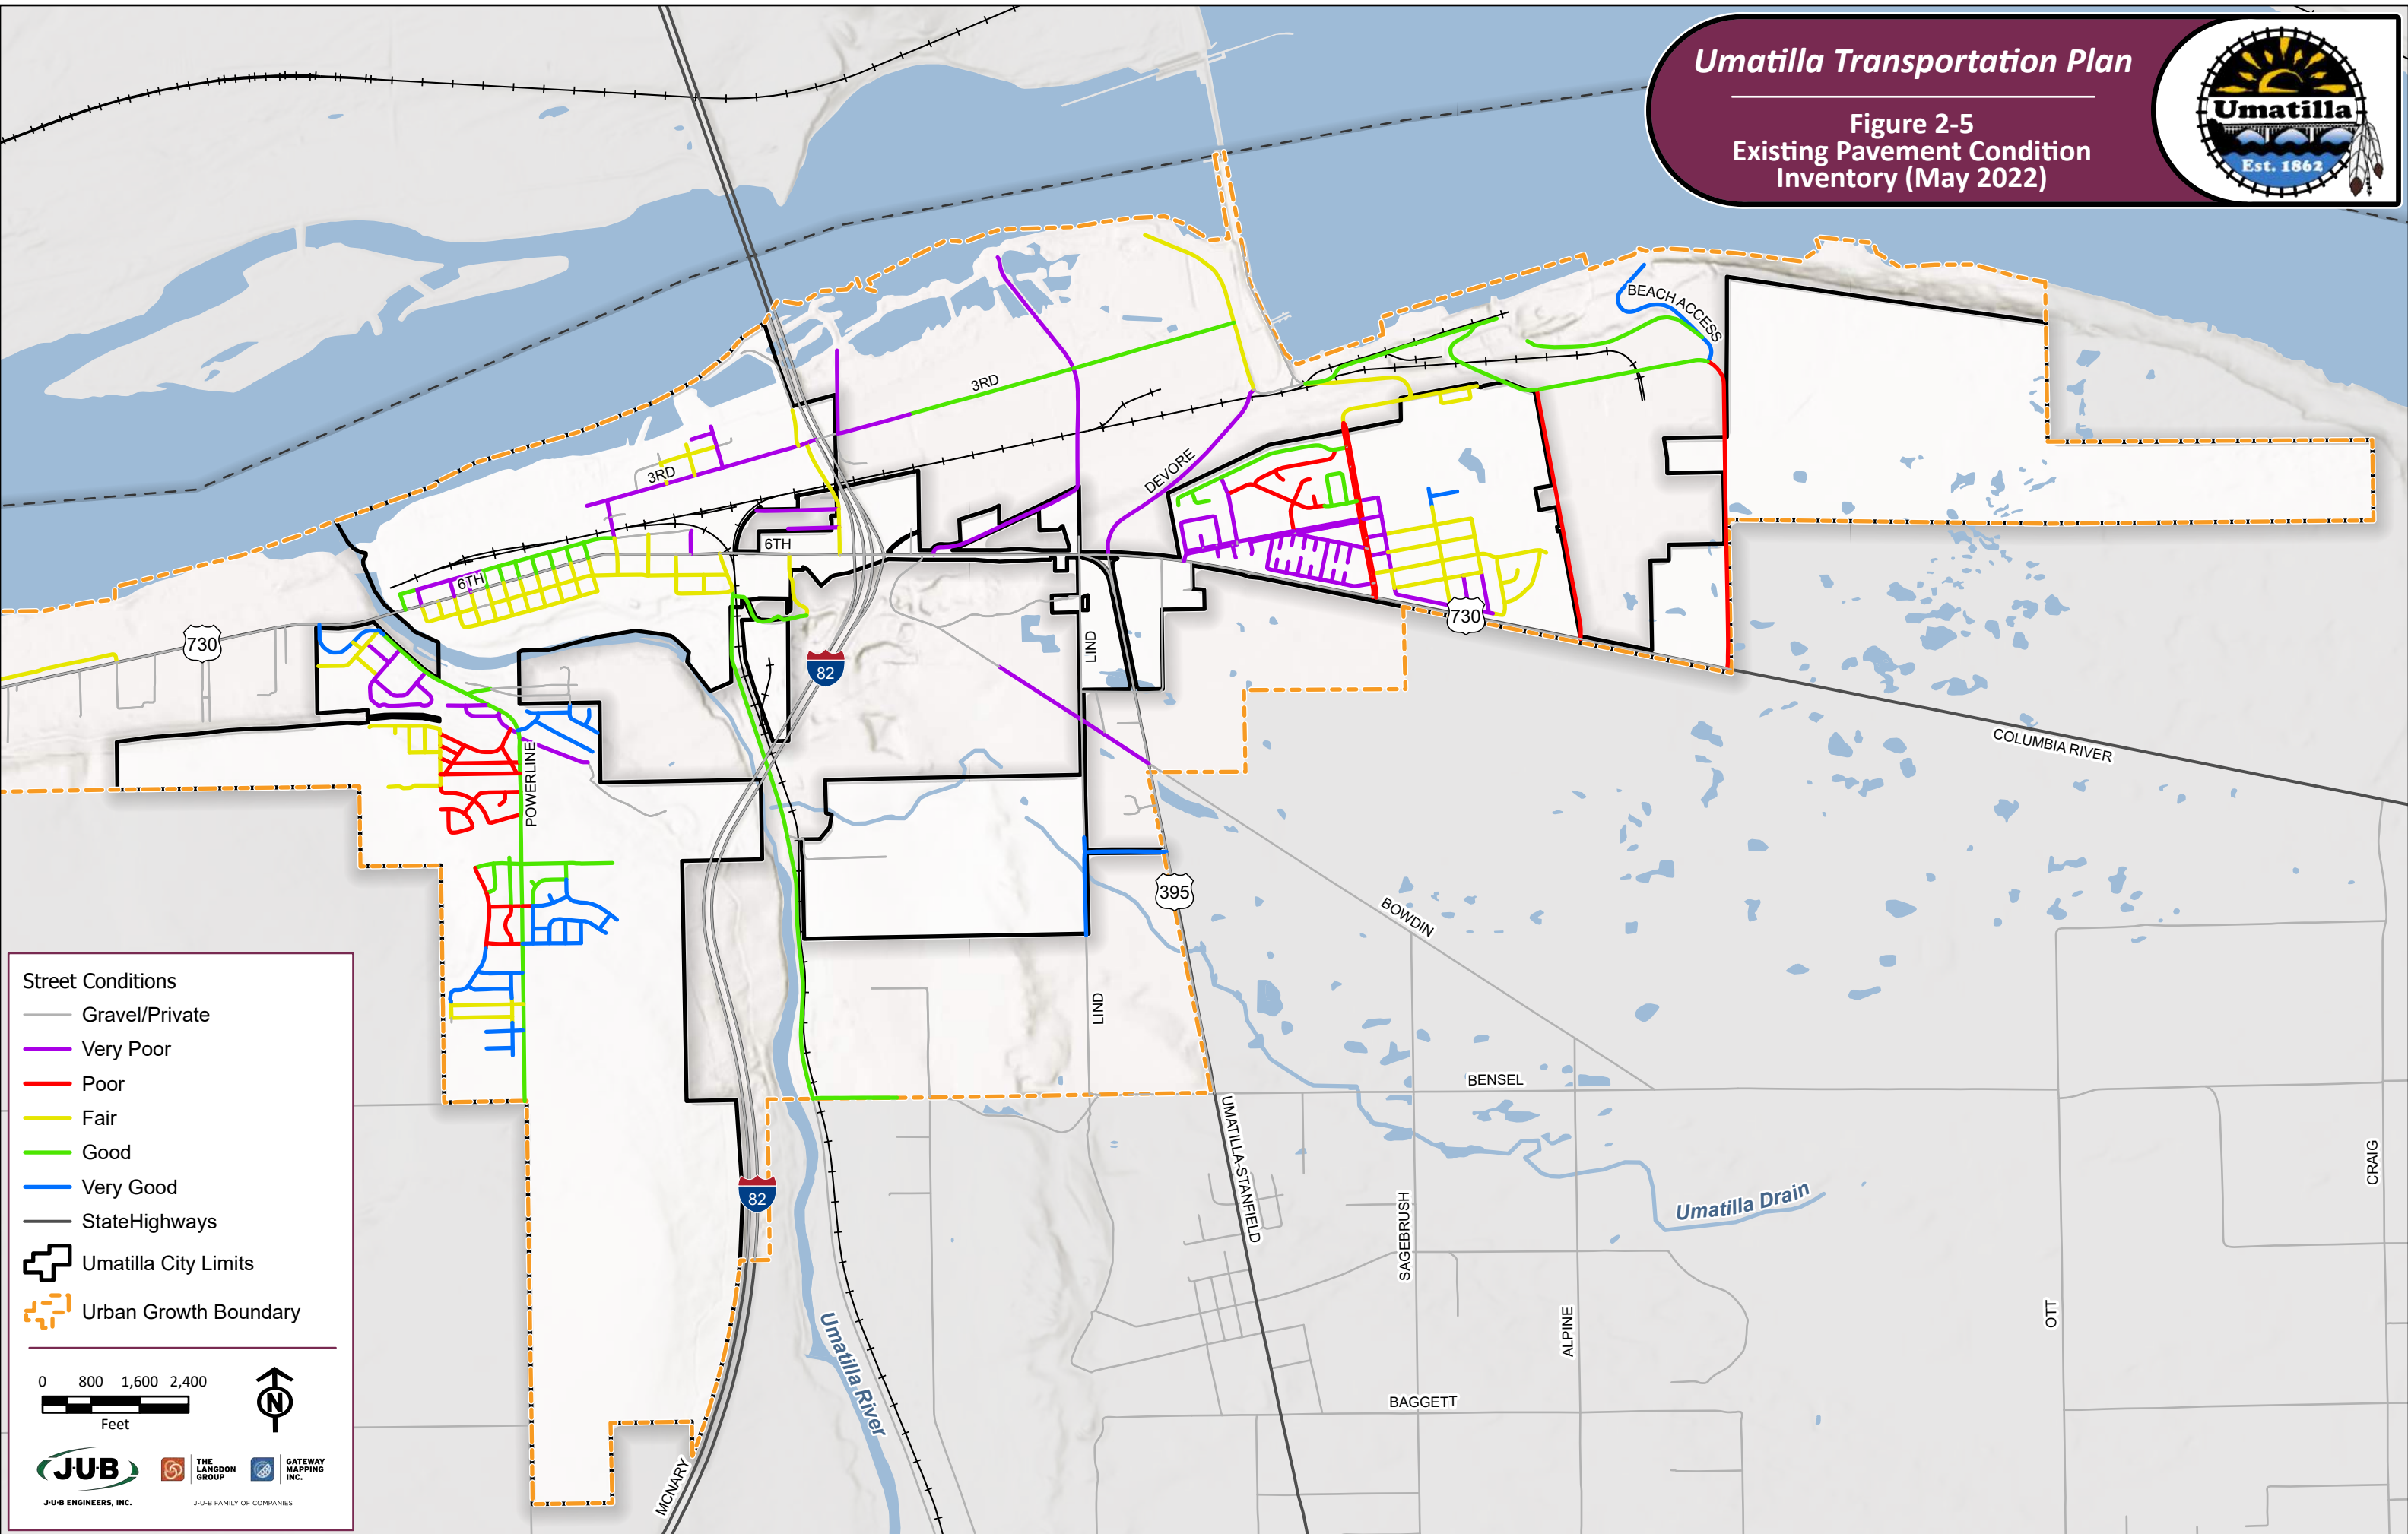 Umatilla Transportation Plan
Figure 2-5
Existing Pavement Condition
Inventory (May 2022)
Umatilla
Est. 1862
BEACH ACCESS
3RD
3RD
DEVORE
6TH
6TH
730
730
82
LIND
POWERLINE
COLUMBIA RIVER
395
BOWDIN
LIND
BENSEL
UMATILLA-STANFIELD
SAGEBRUSH
ALPINE
OTT
CRAIG
Umatilla Drain
82
Umatilla River
BAGGETT
MCNARY
Street Conditions
Gravel/Private
Very Poor
Poor
Fair
Good
Very Good
StateHighways
Umatilla City Limits
Urban Growth Boundary
0 800 1,600 2,400
Feet
N
J·U·B
J·U·B ENGINEERS, INC.
THE
LANGDON
GROUP
GATEWAY
MAPPING
INC.
J·U·B FAMILY OF COMPANIES